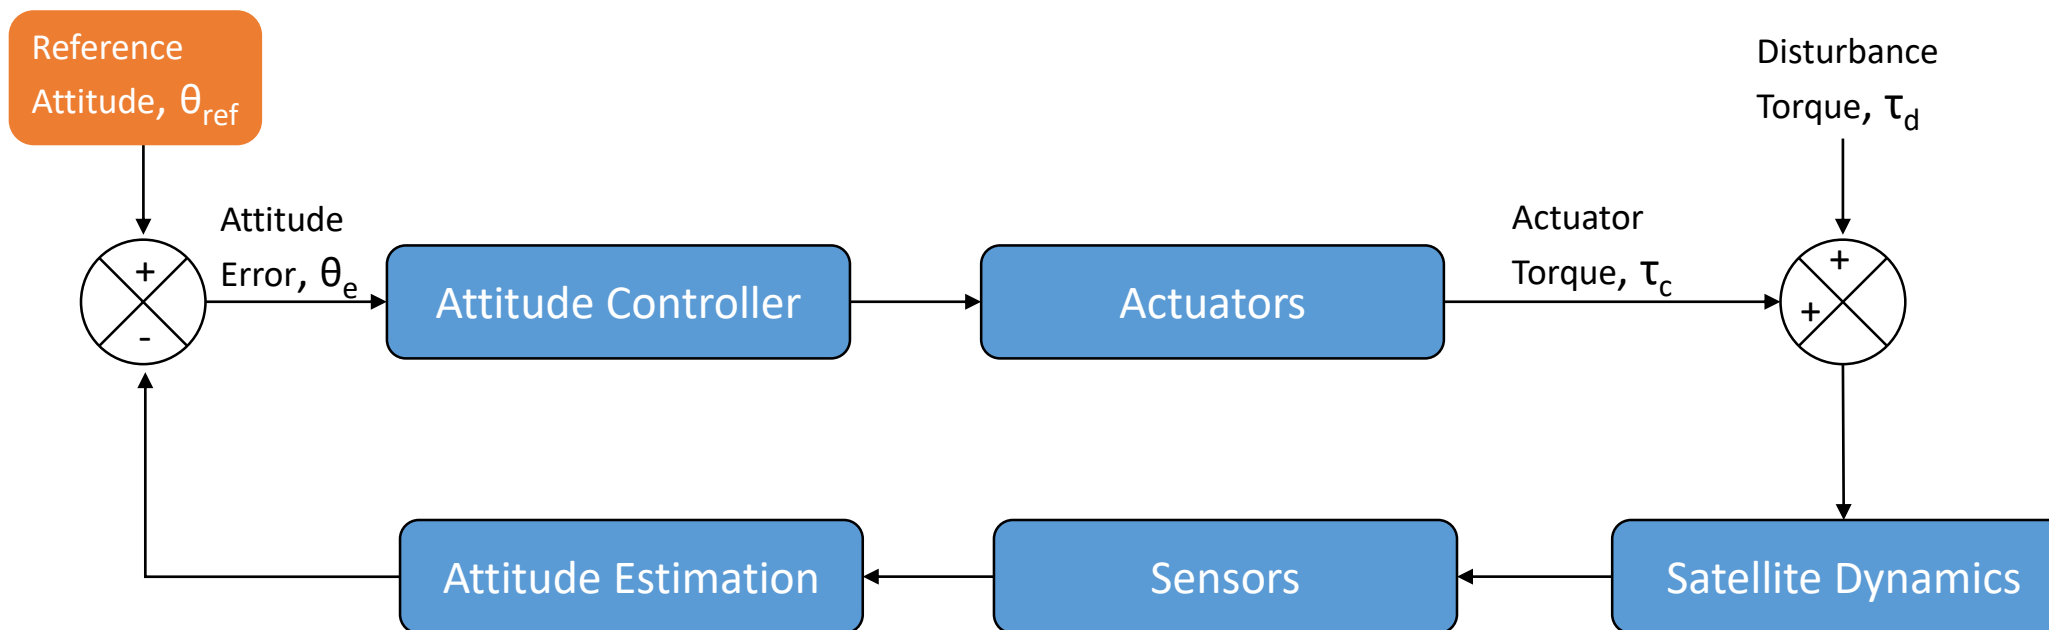 Reference
Attitude, θref
Disturbance
Torque, τd
Attitude
Error, θe
Actuator
Torque, τc
+
-
Attitude Controller
Actuators
+
+
Attitude Estimation
Sensors
Satellite Dynamics